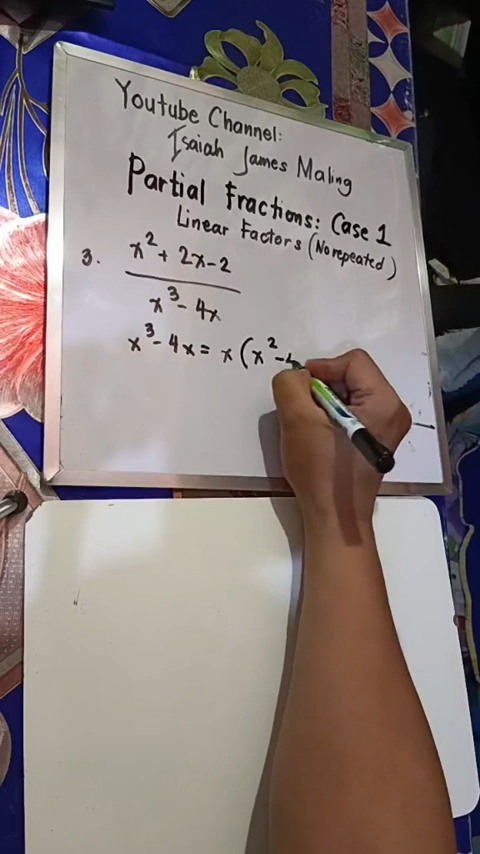 Youtube Channel:
Isaiah James Maling
Partial Fractions: Case 1
Linear Factors (No repeated)
3. x² + 2x - 2
x³ - 4x
x³ - 4x = x (x² - 4